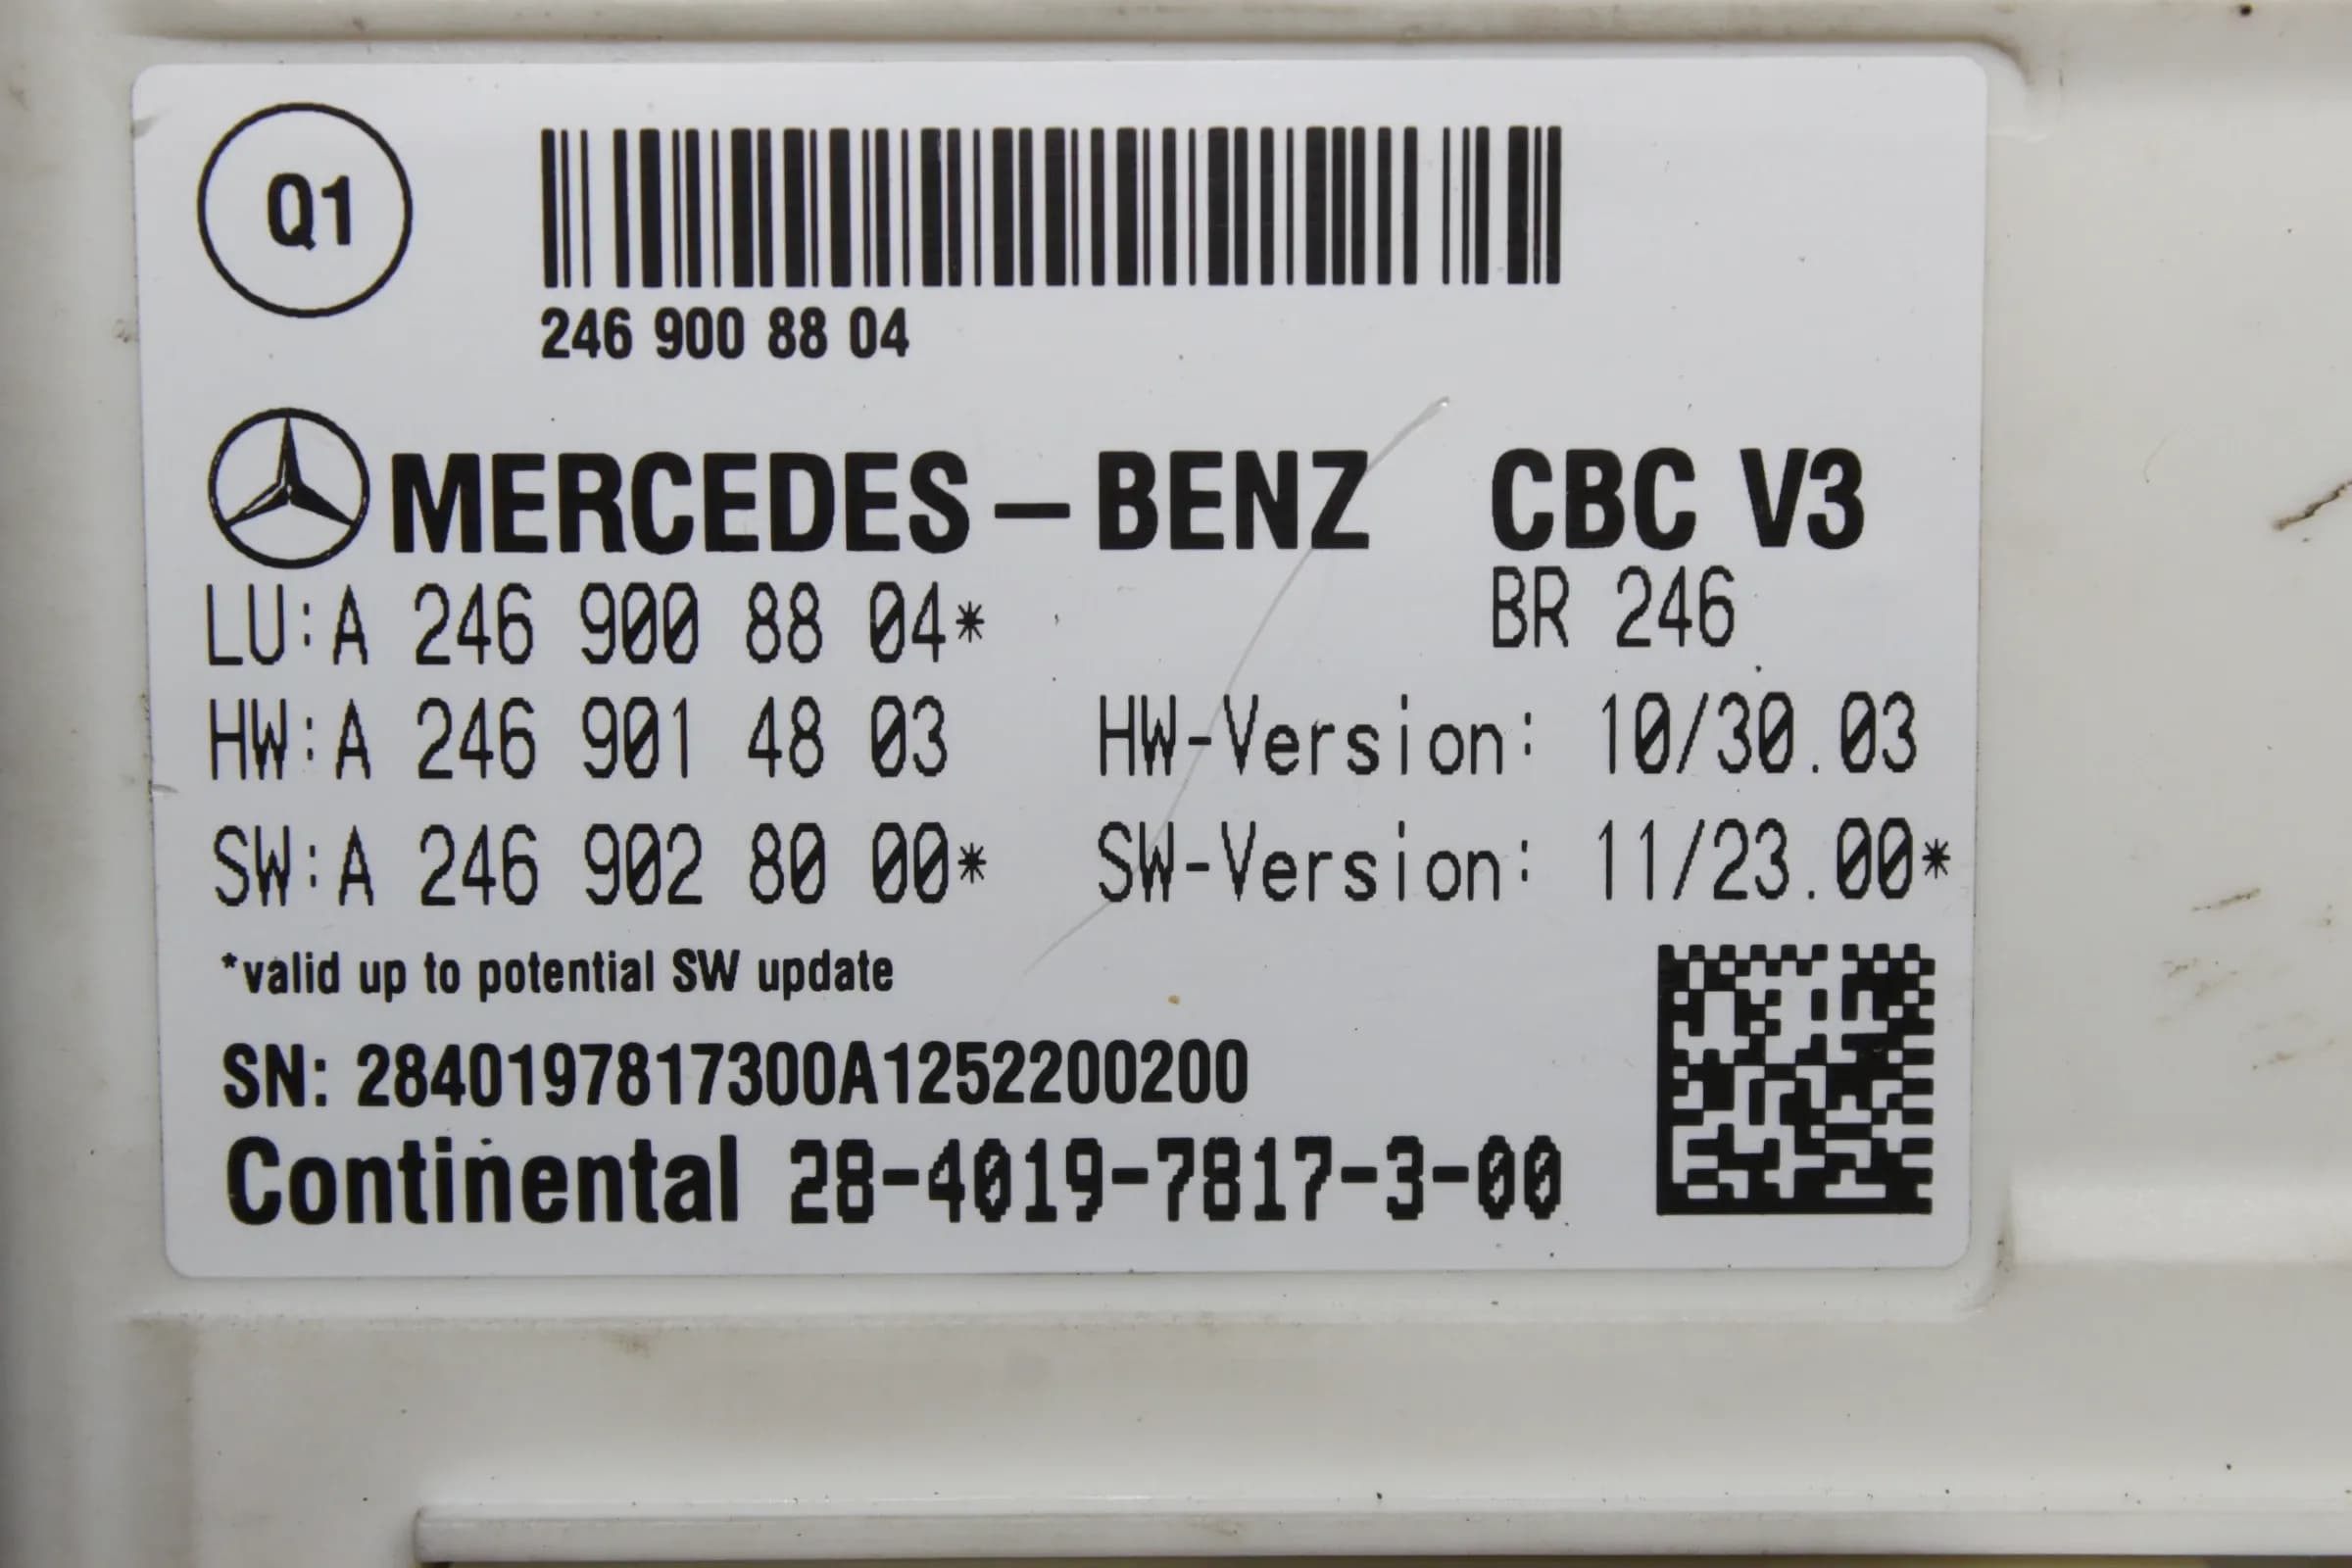 Q1
246 900 88 04
MERCEDES-BENZ CBC V3
LU:A 246 900 88 04* BR 246
HW:A 246 901 48 03 HW-Version: 10/30.03
SW:A 246 902 80 00* SW-Version: 11/23.00*
*valid up to potential SW update
SN: 2840197817300A1252200200
Continental 28-4019-7817-3-00